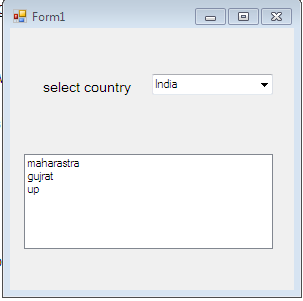 Form1
select country
India
maharastra
gujrat
up